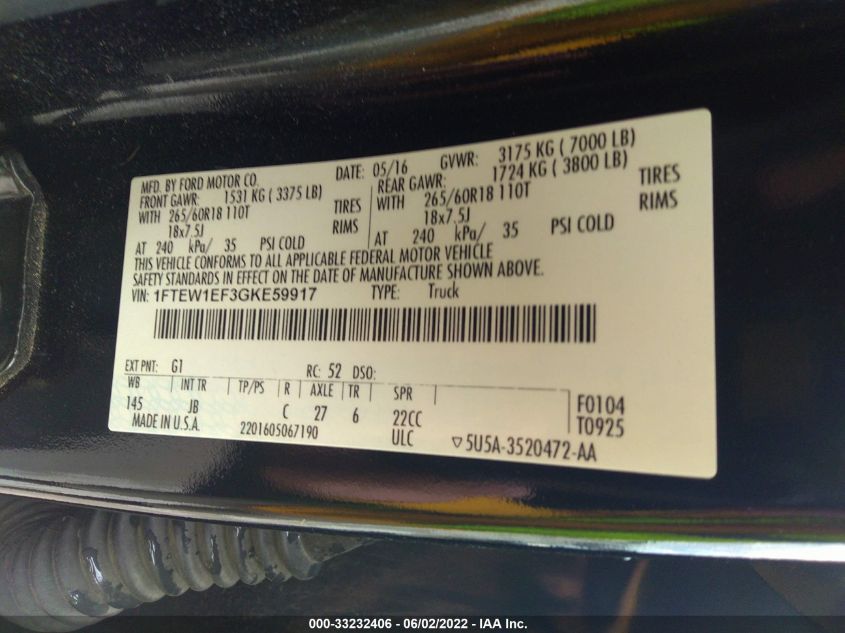 MFD. BY FORD MOTOR CO. DATE: 05/16 GVWR: 3175 KG ( 7000 LB)
FRONT GAWR: 1531 KG ( 3375 LB) REAR GAWR: 1724 KG ( 3800 LB)
WITH 265/60R18 110T TIRES WITH 265/60R18 110T TIRES
18x7.5J RIMS 18x7.5J RIMS
AT 240 kPa/ 35 PSI COLD AT 240 kPa/ 35 PSI COLD
THIS VEHICLE CONFORMS TO ALL APPLICABLE FEDERAL MOTOR VEHICLE
SAFETY STANDARDS IN EFFECT ON THE DATE OF MANUFACTURE SHOWN ABOVE.
VIN: 1FTEW1EF3GKE59917 TYPE: Truck
EXT PNT: G1 RC: 52 DSO:
WB INT TR TP/PS R AXLE TR SPR
145 JB C 27 6 22CC F0104
MADE IN U.S.A. 2201605067190 ULC T0925
5U5A-3520472-AA
000-33232406 - 06/02/2022 - IAA Inc.